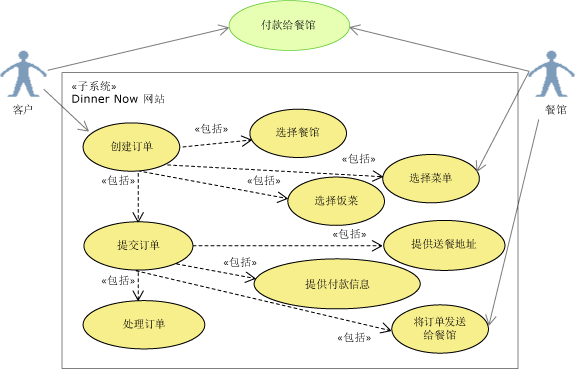 付款给餐馆
客户
餐馆
«子系统»
Dinner Now 网站
创建订单
«包括»
选择餐馆
«包括»
选择菜单
«包括»
选择饭菜
«包括»
提交订单
«包括»
提供送餐地址
«包括»
提供付款信息
«包括»
处理订单
«包括»
将订单发送
给餐馆